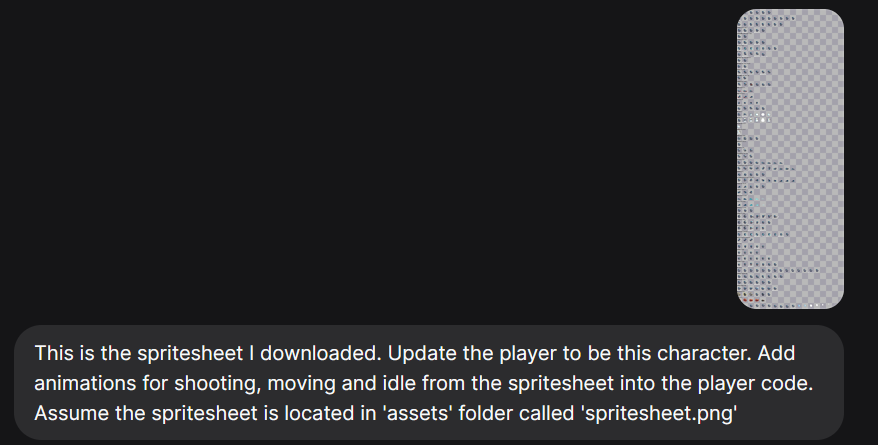 This is the spritesheet I downloaded. Update the player to be this character. Add
animations for shooting, moving and idle from the spritesheet into the player code.
Assume the spritesheet is located in 'assets' folder called 'spritesheet.png'